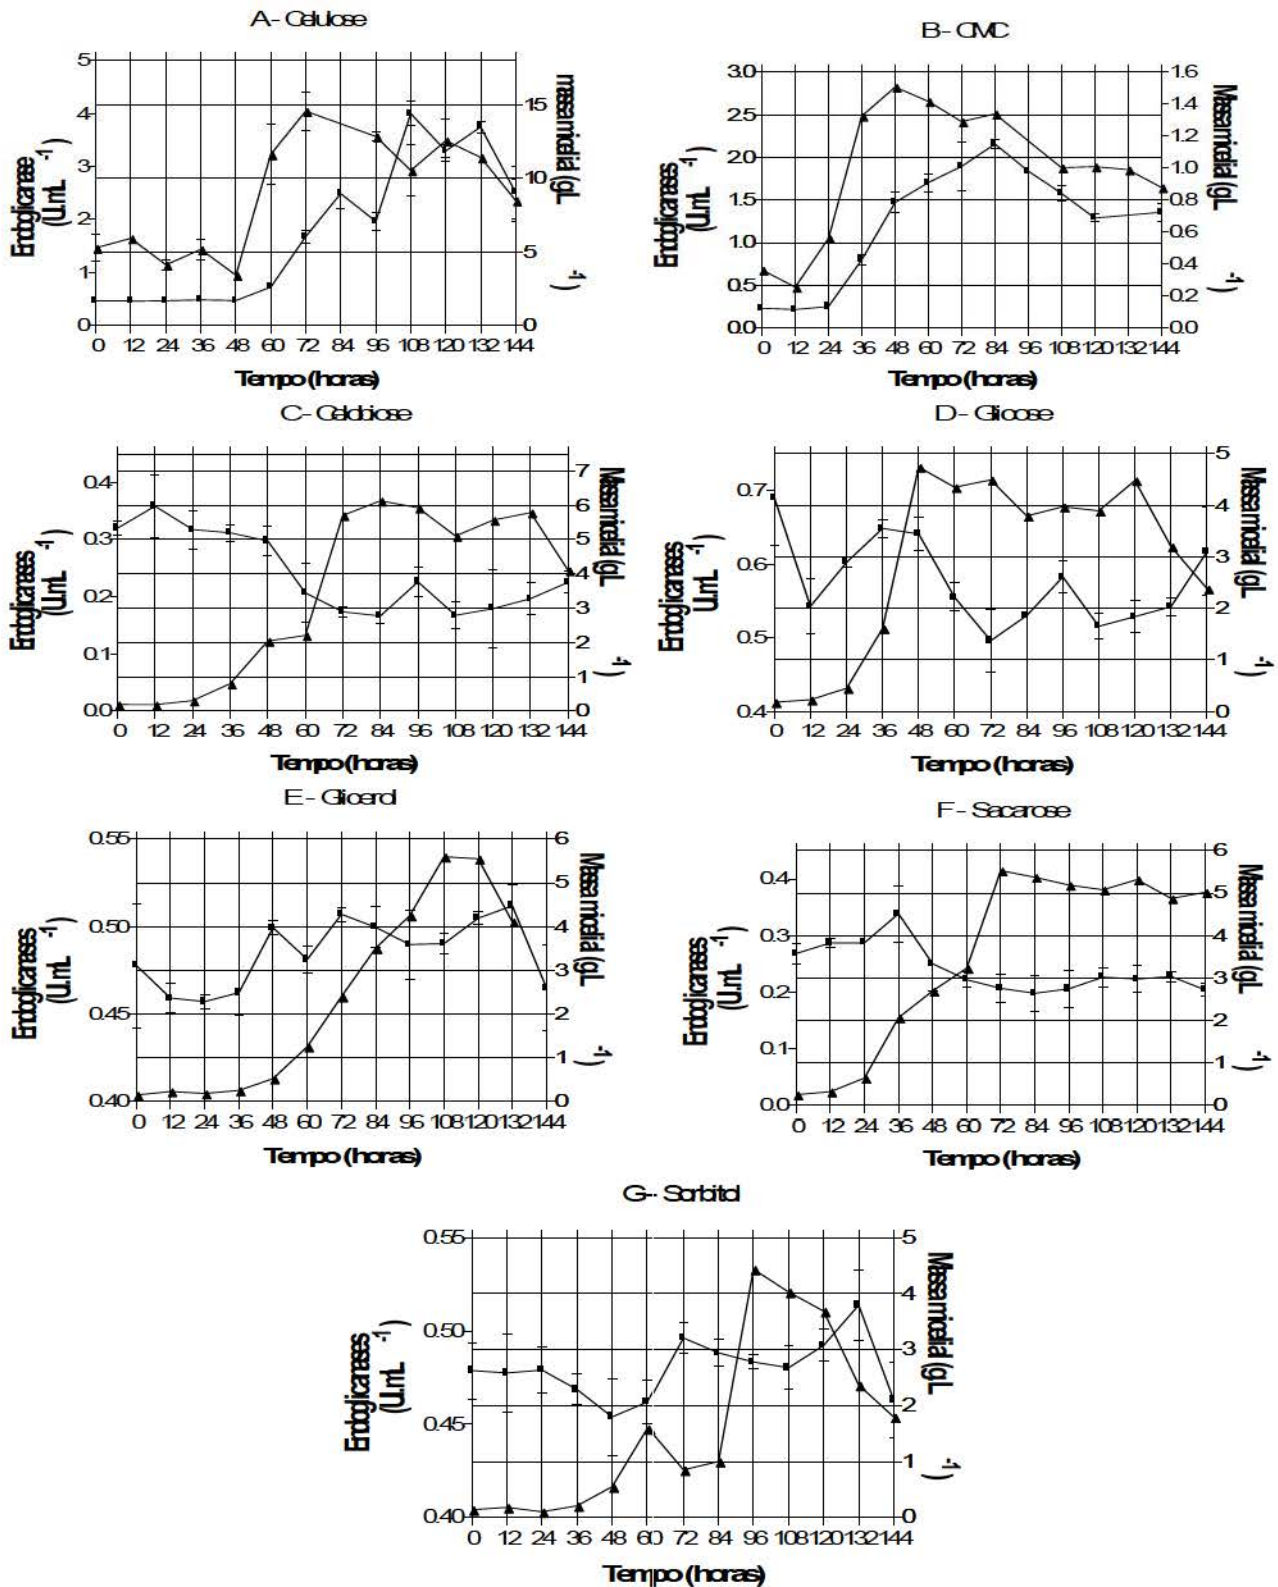 A - Celulose
Endoglicanase
(U.mL-1)
massa micelial (g.L-1)
5
4
3
2
1
0
15
10
5
0
0 12 24 36 48 60 72 84 96 108 120 132 144
Tempo (horas)
B - CMC
Endoglicanases
(U.mL-1)
Massa micelial (g.L-1)
3.0
2.5
2.0
1.5
1.0
0.5
0.0
1.6
1.4
1.2
1.0
0.8
0.6
0.4
0.2
0.0
0 12 24 36 48 60 72 84 96 108 120 132 144
Tempo (horas)
C - Celobiose
Endoglicanases
(U.mL-1)
Massa micelial (g.L-1)
0.4
0.3
0.2
0.1
0.0
7
6
5
4
3
2
1
0
0 12 24 36 48 60 72 84 96 108 120 132 144
Tempo (horas)
D - Glicose
Endoglicanases
(U.mL-1)
Massa micelial (g.L-1)
0.7
0.6
0.5
0.4
5
4
3
2
1
0
0 12 24 36 48 60 72 84 96 108 120 132 144
Tempo (horas)
E - Glicerol
Endoglicanases
(U.mL-1)
Massa micelial (g.L-1)
0.55
0.50
0.45
0.40
6
5
4
3
2
1
0
0 12 24 36 48 60 72 84 96 108 120 132 144
Tempo (horas)
F - Sacarose
Endoglicanases
(U.mL-1)
Massa micelial (g.L-1)
0.4
0.3
0.2
0.1
0.0
6
5
4
3
2
1
0
0 12 24 36 48 60 72 84 96 108 120 132 144
Tempo (horas)
G - Sorbitol
Endoglicanases
(U.mL-1)
Massa micelial (g.L-1)
0.55
0.50
0.45
0.40
5
4
3
2
1
0
0 12 24 36 48 60 72 84 96 108 120 132 144
Tempo (horas)